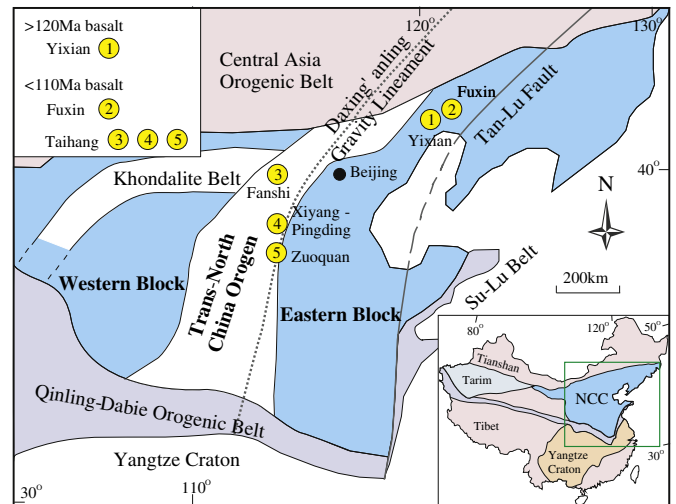 120°
130°
>120Ma basalt
Yixian 1
<110Ma basalt
Fuxin 2
Taihang 3 4 5
Central Asia
Orogenic Belt
Daxing' anling
Gravity Lineament
Fuxin
1 2
Yixian
Tan-Lu Fault
40°
Khondalite Belt
3
Fanshi
Beijing
N
4 Xiyang -
Pingding
5 Zuoquan
Western Block
Trans-North
China Orogen
Eastern Block
Su-Lu Belt
200km
Qinling-Dabie Orogenic Belt
Yangtze Craton
30°
110°
80°
120°
50°
Tianshan
Tarim
NCC
Tibet
Yangtze
Craton
30°